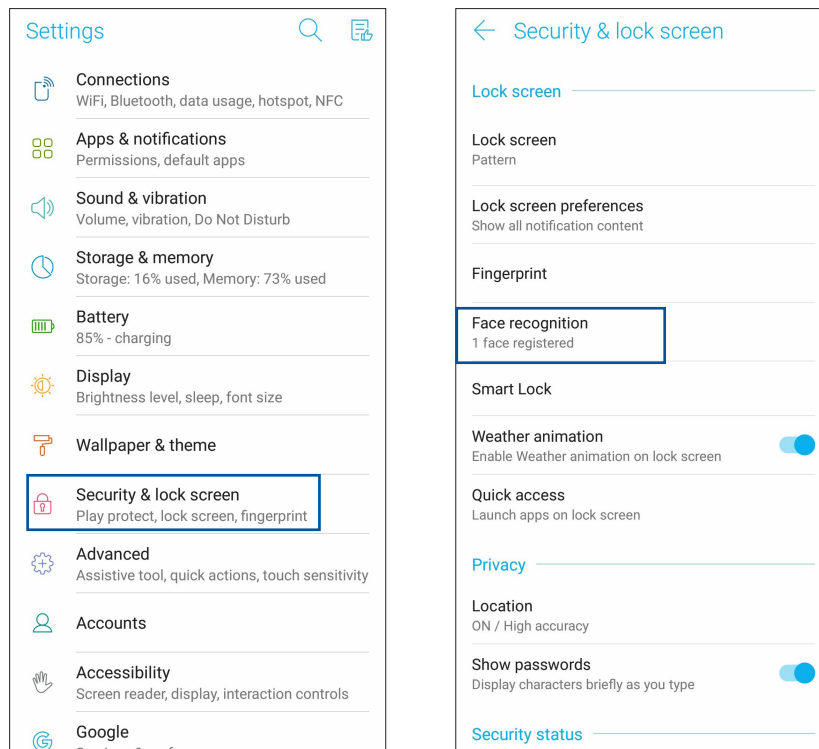 Settings
Connections
WiFi, Bluetooth, data usage, hotspot, NFC
Apps & notifications
Permissions, default apps
Sound & vibration
Volume, vibration, Do Not Disturb
Storage & memory
Storage: 16% used, Memory: 73% used
Battery
85% - charging
Display
Brightness level, sleep, font size
Wallpaper & theme
Security & lock screen
Play protect, lock screen, fingerprint
Advanced
Assistive tool, quick actions, touch sensitivity
Accounts
Accessibility
Screen reader, display, interaction controls
Google
Security & lock screen
Lock screen
Lock screen
Pattern
Lock screen preferences
Show all notification content
Fingerprint
Face recognition
1 face registered
Smart Lock
Weather animation
Enable Weather animation on lock screen
Quick access
Launch apps on lock screen
Privacy
Location
ON / High accuracy
Show passwords
Display characters briefly as you type
Security status